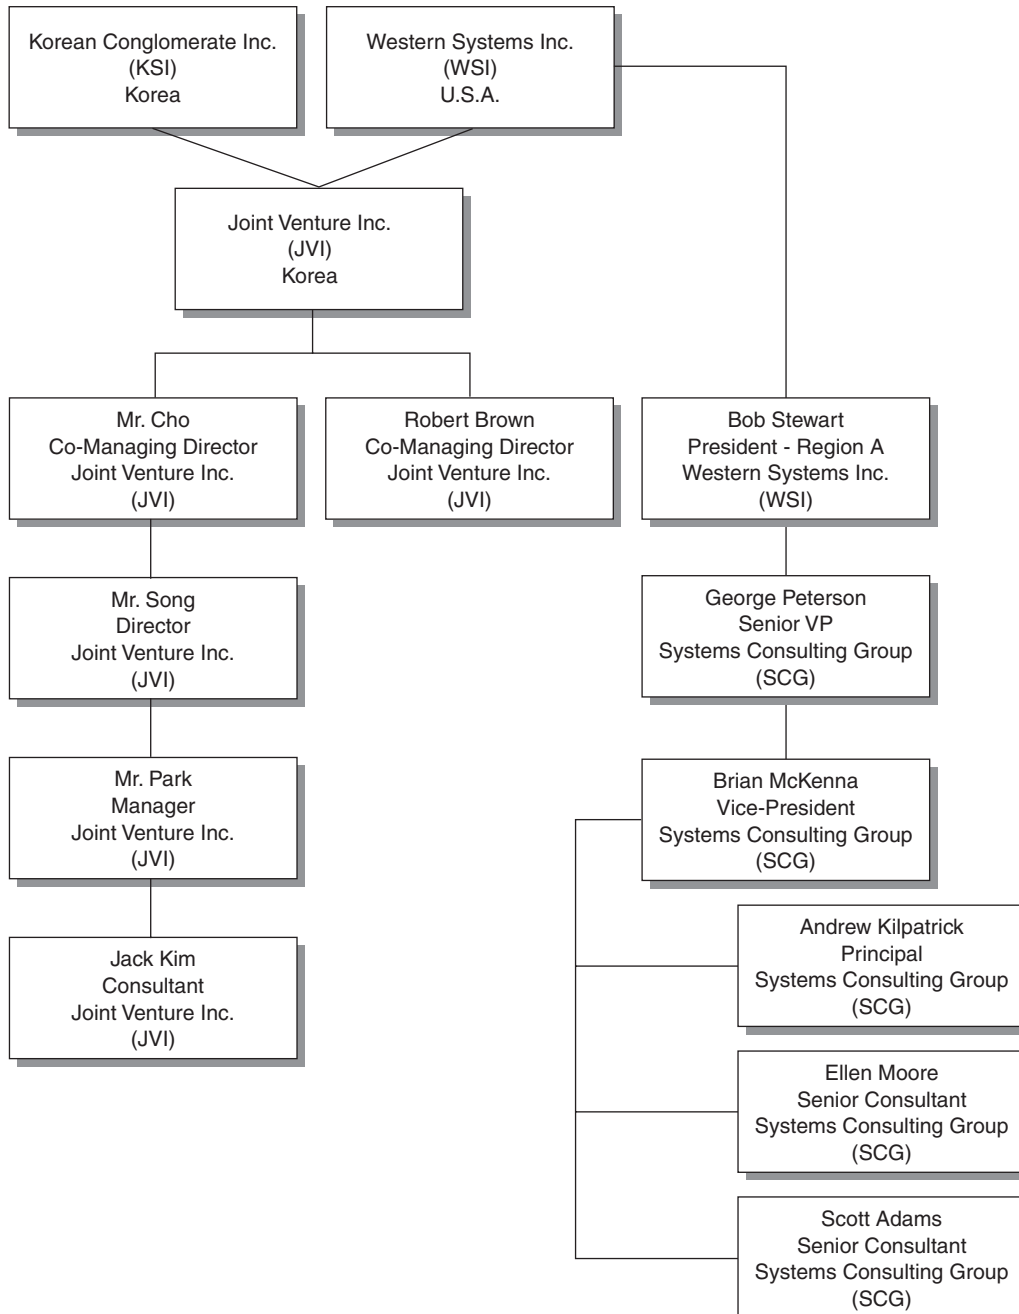 Korean Conglomerate Inc.
(KSI)
Korea
Western Systems Inc.
(WSI)
U.S.A.
Joint Venture Inc.
(JVI)
Korea
Mr. Cho
Co-Managing Director
Joint Venture Inc.
(JVI)
Robert Brown
Co-Managing Director
Joint Venture Inc.
(JVI)
Bob Stewart
President - Region A
Western Systems Inc.
(WSI)
Mr. Song
Director
Joint Venture Inc.
(JVI)
George Peterson
Senior VP
Systems Consulting Group
(SCG)
Mr. Park
Manager
Joint Venture Inc.
(JVI)
Brian McKenna
Vice-President
Systems Consulting Group
(SCG)
Jack Kim
Consultant
Joint Venture Inc.
(JVI)
Andrew Kilpatrick
Principal
Systems Consulting Group
(SCG)
Ellen Moore
Senior Consultant
Systems Consulting Group
(SCG)
Scott Adams
Senior Consultant
Systems Consulting Group
(SCG)